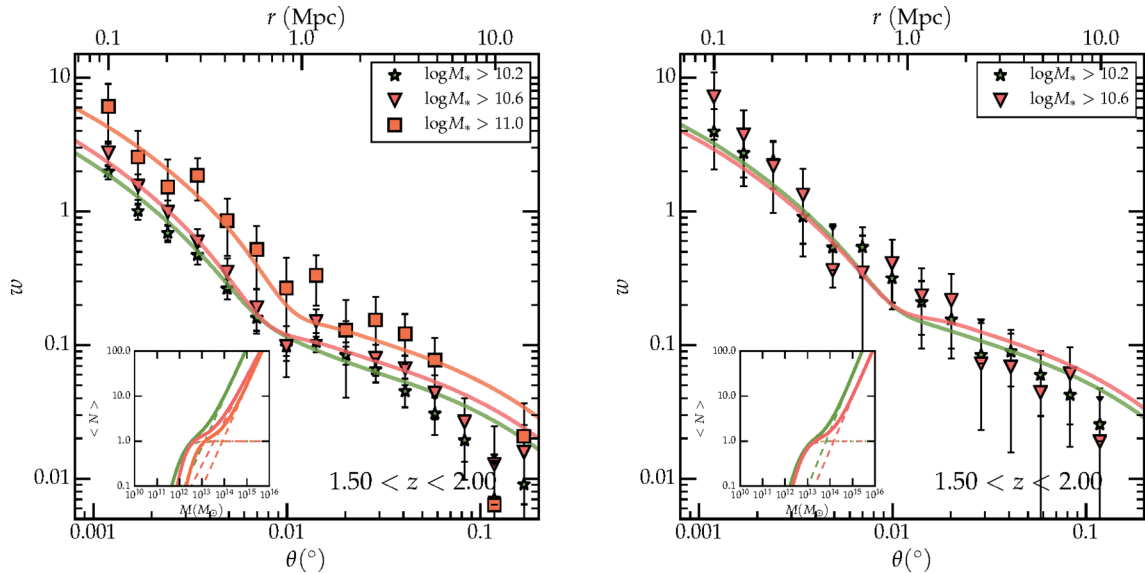 r (Mpc)
0.1 1.0 10.0
log M* > 10.2
log M* > 10.6
log M* > 11.0
10
1
0.1
0.01
w
100.0
10.0
1.0
0.1
< N >
10^10 10^11 10^12 10^13 10^14 10^15 10^16
M(M⊙)
1.50 < z < 2.00
0.001 0.01 0.1
θ(°)
r (Mpc)
0.1 1.0 10.0
log M* > 10.2
log M* > 10.6
10
1
0.1
0.01
w
100.0
10.0
1.0
0.1
< N >
10^10 10^11 10^12 10^13 10^14 10^15 10^16
M(M⊙)
1.50 < z < 2.00
0.001 0.01 0.1
θ(°)